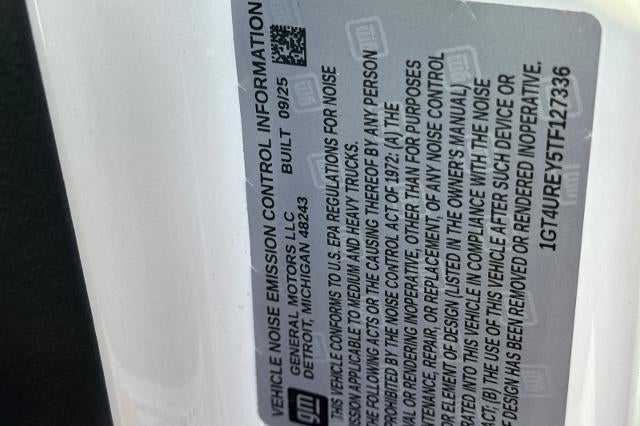 VEHICLE NOISE EMISSION CONTROL INFORMATION
gm
GENERAL MOTORS LLC
DETROIT, MICHIGAN 48243
BUILT 09/25
THIS VEHICLE CONFORMS TO U.S. EPA REGULATIONS FOR NOISE
SSION APPLICABLE TO MEDIUM AND HEAVY TRUCKS.
E FOLLOWING ACTS OR THE CAUSING THEREOF BY ANY PERSON
PROHIBITED BY THE NOISE CONTROL ACT OF 1972: (A) THE
VAL OR RENDERING INOPERATIVE, OTHER THAN FOR PURPOSES
TENANCE, REPAIR, OR REPLACEMENT, OF ANY NOISE CONTROL
OR ELEMENT OF DESIGN (LISTED IN THE OWNER'S MANUAL)
RATED INTO THIS VEHICLE IN COMPLIANCE WITH THE NOISE
ACT; (B) THE USE OF THIS VEHICLE AFTER SUCH DEVICE OR
F DESIGN HAS BEEN REMOVED OR RENDERED INOPERATIVE.
1GT4UREY5TF127336